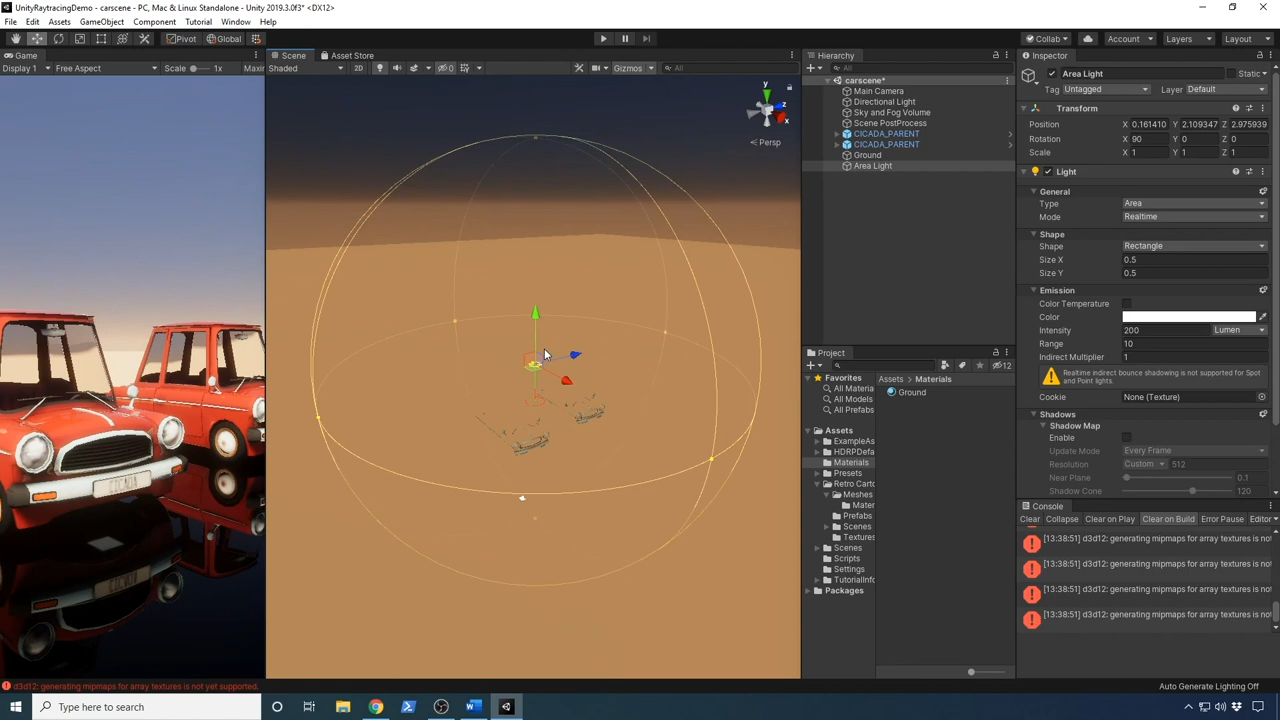 UnityRaytracingDemo - carscene - PC, Mac & Linux Standalone - Unity 2019.3.0f3* <DX12>
File Edit Assets GameObject Component Tutorial Window Help
Pivot Global Collab Account Layers Layout
Game Scene Asset Store Hierarchy Inspector
Display 1 Free Aspect Scale 1x Maxin Shaded 2D 0 Gizmos All All
Area Light Static
Tag Untagged Layer Default
carscene*
Main Camera
Directional Light
Sky and Fog Volume
Scene PostProcess
CICADA_PARENT
CICADA_PARENT
Ground
Area Light
y
z
x
Persp
Transform
Position X 0.161410 Y 2.109347 Z 2.975939
Rotation X 90 Y 0 Z 0
Scale X 1 Y 1 Z 1
Light
General
Type Area
Mode Realtime
Shape
Shape Rectangle
Size X 0.5
Size Y 0.5
Emission
Color Temperature
Color
Intensity 200 Lumen
Range 10
Indirect Multiplier 1
Realtime indirect bounce shadowing is not supported for Spot and Point lights.
Cookie None (Texture)
Shadows
Shadow Map
Enable
Update Mode Every Frame
Resolution Custom 512
Near Plane 0.1
Shadow Cone 120
Project
12
Favorites
All Materia
All Models
All Prefabs
Assets
ExampleAs
HDRPDefa
Materials
Presets
Retro Carto
Meshes
Mater
Prefabs
Scenes
Textures
Scenes
Scripts
Settings
TutorialInfo
Packages
Assets Materials
Ground
Console
Clear Collapse Clear on Play Clear on Build Error Pause Editor
[13:38:51] d3d12: generating mipmaps for array textures is not
[13:38:51] d3d12: generating mipmaps for array textures is not
[13:38:51] d3d12: generating mipmaps for array textures is not
[13:38:51] d3d12: generating mipmaps for array textures is not
CICADA
d3d12: generating mipmaps for array textures is not yet supported.
Auto Generate Lighting Off
Type here to search
1:39 PM